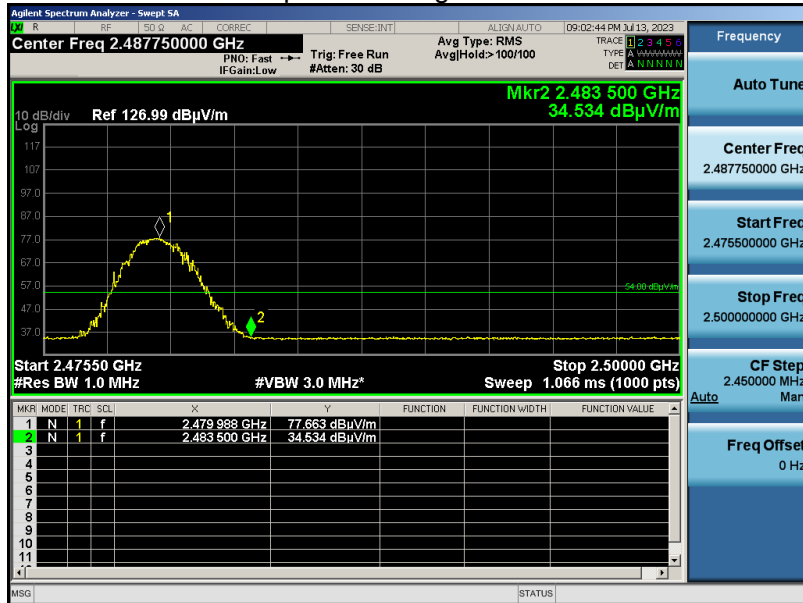 Agilent Spectrum Analyzer - Swept SA
LXI R RF 50 Ω AC CORREC SENSE:INT ALIGN AUTO 09:02:44 PM Jul 13, 2023
Center Freq 2.487750000 GHz
PNO: Fast
IFGain:Low
Trig: Free Run
#Atten: 30 dB
Avg Type: RMS
Avg|Hold:>100/100
TRACE 1 2 3 4 5 6
TYPE A WWWWW
DET A N N N N N
Mkr2 2.483 500 GHz
34.534 dBµV/m
10 dB/div Ref 126.99 dBµV/m
Log
117
107
97.0
87.0
77.0
67.0
57.0
47.0
37.0
1
2
54.00 dBµV/m
Start 2.47550 GHz Stop 2.50000 GHz
#Res BW 1.0 MHz #VBW 3.0 MHz* Sweep 1.066 ms (1000 pts)
MKR MODE TRC SCL X Y FUNCTION FUNCTION WIDTH FUNCTION VALUE
1 N 1 f 2.479 988 GHz 77.663 dBµV/m
2 N 1 f 2.483 500 GHz 34.534 dBµV/m
3
4
5
6
7
8
9
10
11
MSG STATUS
Frequency
Auto Tune
Center Freq
2.487750000 GHz
Start Freq
2.475500000 GHz
Stop Freq
2.500000000 GHz
CF Step
2.450000 MHz
Auto Man
Freq Offset
0 Hz